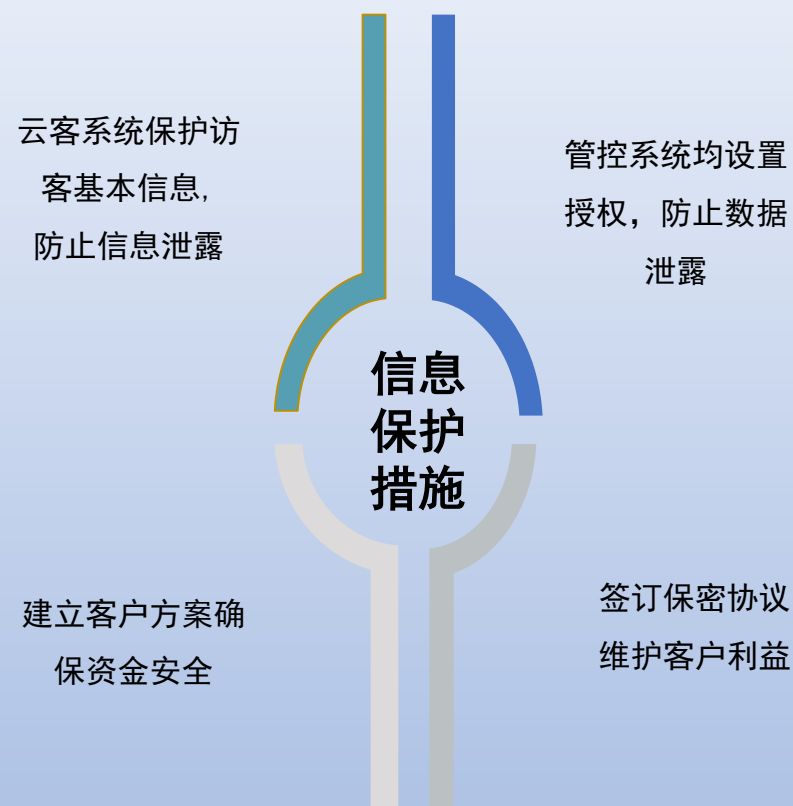 云客系统保护访
客基本信息,
防止信息泄露
管控系统均设置
授权，防止数据
泄露
信息
保护
措施
建立客户方案确
保资金安全
签订保密协议
维护客户利益